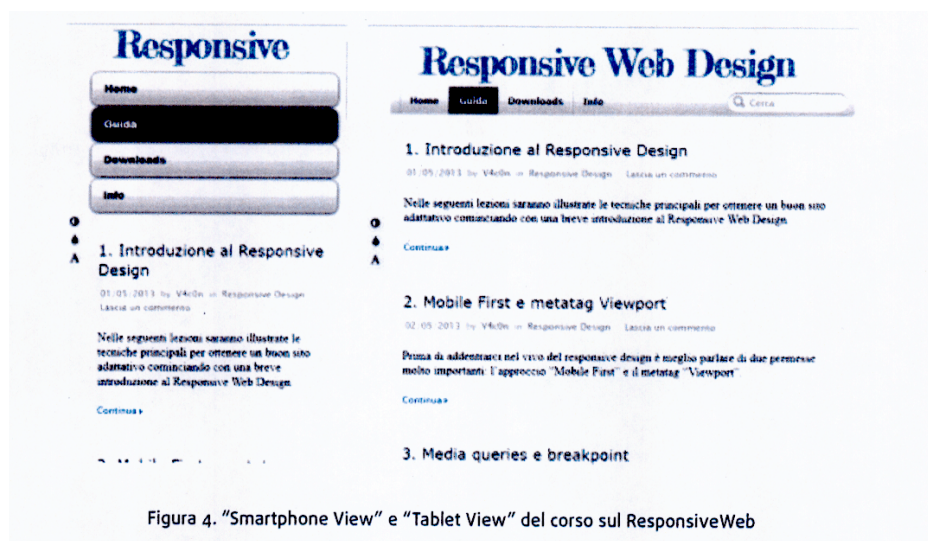 Responsive
Home
Guida
Downloads
Info
A
1. Introduzione al Responsive
Design
01/05/2013 by V4c0n in Responsive Design
Lascia un commento
Nelle seguenti lezioni saranno illustrate le
tecniche principali per ottenere un buon sito
adattativo cominciando con una breve
introduzione al Responsive Web Design
Continua
Responsive Web Design
Home Guida Downloads Info Cerca
1. Introduzione al Responsive Design
01/05/2013 by V4c0n in Responsive Design Lascia un commento
Nelle seguenti lezioni saranno illustrate le tecniche principali per ottenere un buon sito
adattativo cominciando con una breve introduzione al Responsive Web Design
Continua
A
2. Mobile First e metatag Viewport
02/05/2013 by V4c0n in Responsive Design Lascia un commento
Prima di addentrarci nel vivo del responsive design è meglio parlare di due premesse
molto importanti: l'approccio "Mobile First" e il metatag "Viewport"
Continua
3. Media queries e breakpoint
Figura 4. "Smartphone View" e "Tablet View" del corso sul ResponsiveWeb